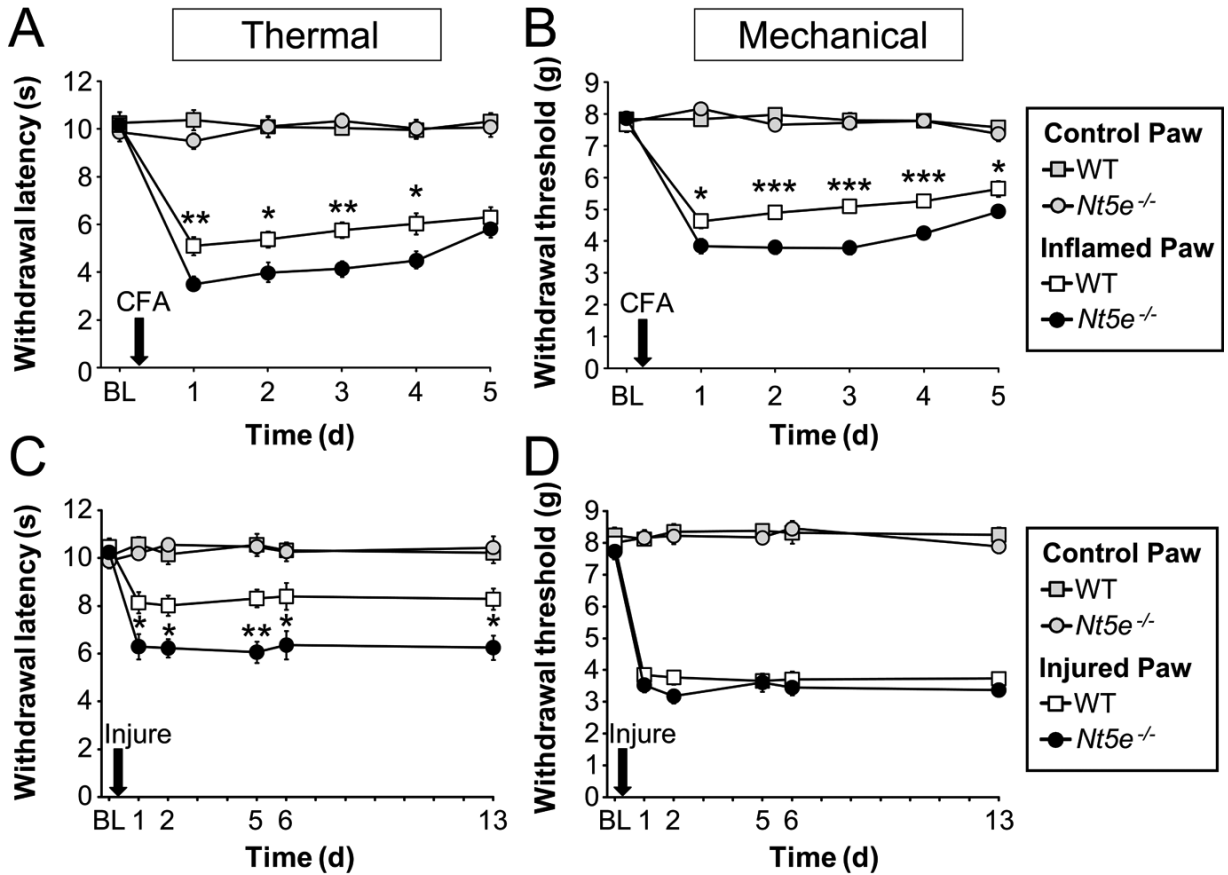 A
Thermal
B
Mechanical
Withdrawal latency (s)
12
10
8
6
4
2
0
** * ** *
CFA
BL 1 2 3 4 5
Time (d)
Withdrawal threshold (g)
9
8
7
6
5
4
3
2
1
0
* *** *** *** *
CFA
BL 1 2 3 4 5
Time (d)
Control Paw
WT
Nt5e-/-
Inflamed Paw
WT
Nt5e-/-
C
D
Withdrawal latency (s)
12
10
8
6
4
2
0
* * ** * *
Injure
BL 1 2 5 6 13
Time (d)
Withdrawal threshold (g)
9
8
7
6
5
4
3
2
1
0
Injure
BL 1 2 5 6 13
Time (d)
Control Paw
WT
Nt5e-/-
Injured Paw
WT
Nt5e-/-